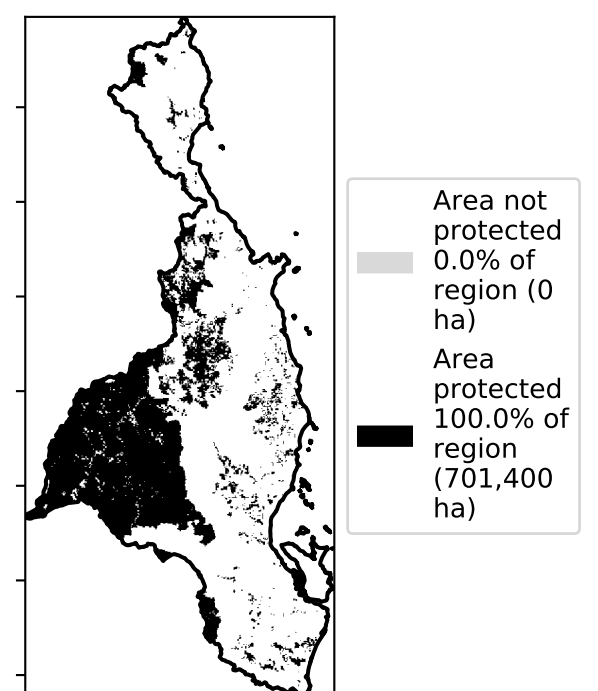 Area not
protected
0.0% of
region (0
ha)
Area
protected
100.0% of
region
(701,400
ha)